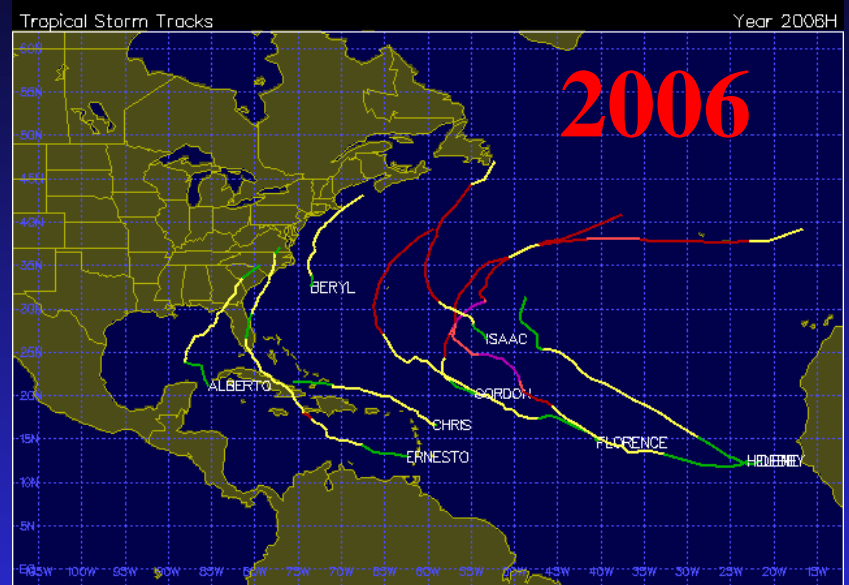 Tropical Storm Tracks Year 2006H
2006
60N
55N
50N
45N
40N
35N
BERYL
30N
ISAAC
25N
ALBERTO
GORDON
20N
CHRIS
15N
FLORENCE
ERNESTO
10N
5N
EQ
105W 100W 95W 90W 85W 80W 75W 70W 65W 60W 55W 50W 45W 40W 35W 30W 25W 20W 15W